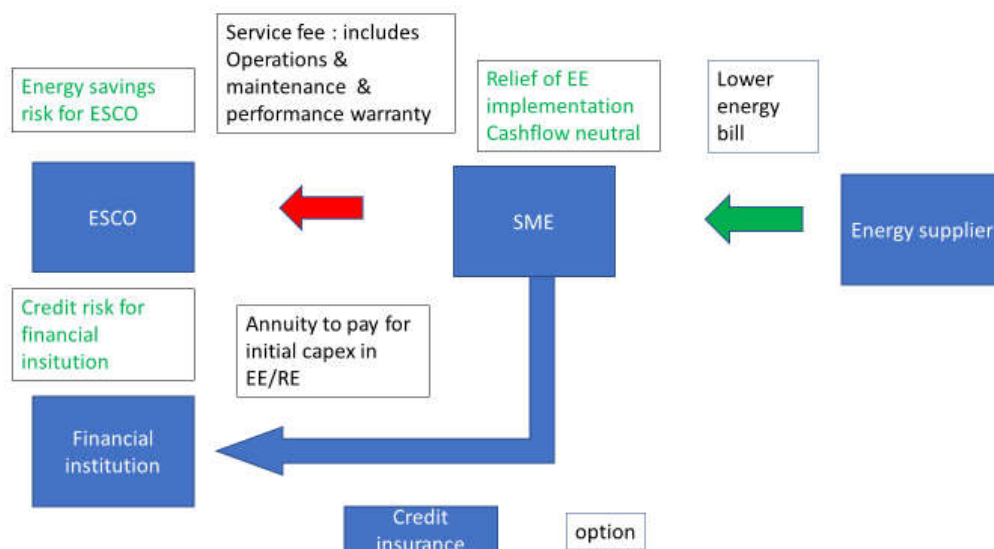 Service fee : includes
Operations &
maintenance &
performance warranty
Energy savings
risk for ESCO
Relief of EE
implementation
Cashflow neutral
Lower
energy
bill
ESCO
SME
Energy supplier
Credit risk for
financial
insitution
Annuity to pay for
initial capex in
EE/RE
Financial
institution
Credit
insurance
option